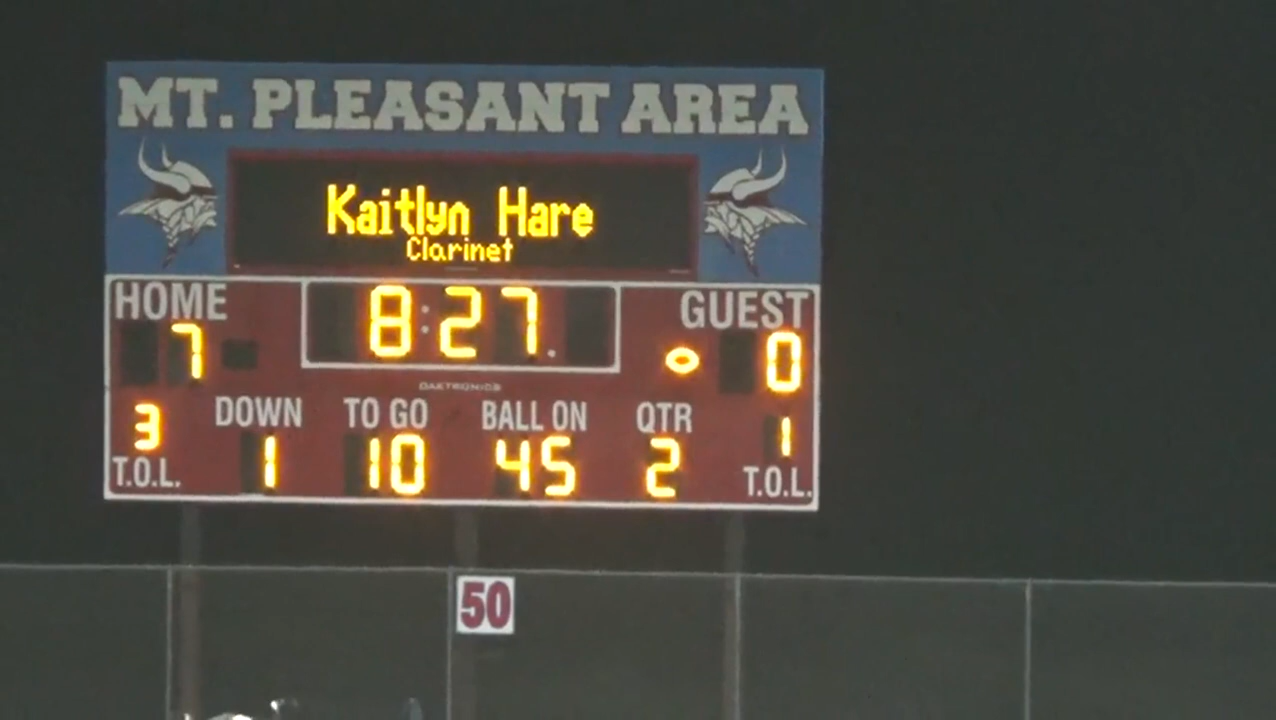 MT. PLEASANT AREA
Kaitlyn Hare
Clarinet
HOME 8:27 GUEST
7 0
DAKTRONICS
DOWN TO GO BALL ON QTR
3 1 10 45 2 1
T.O.L. T.O.L.
50